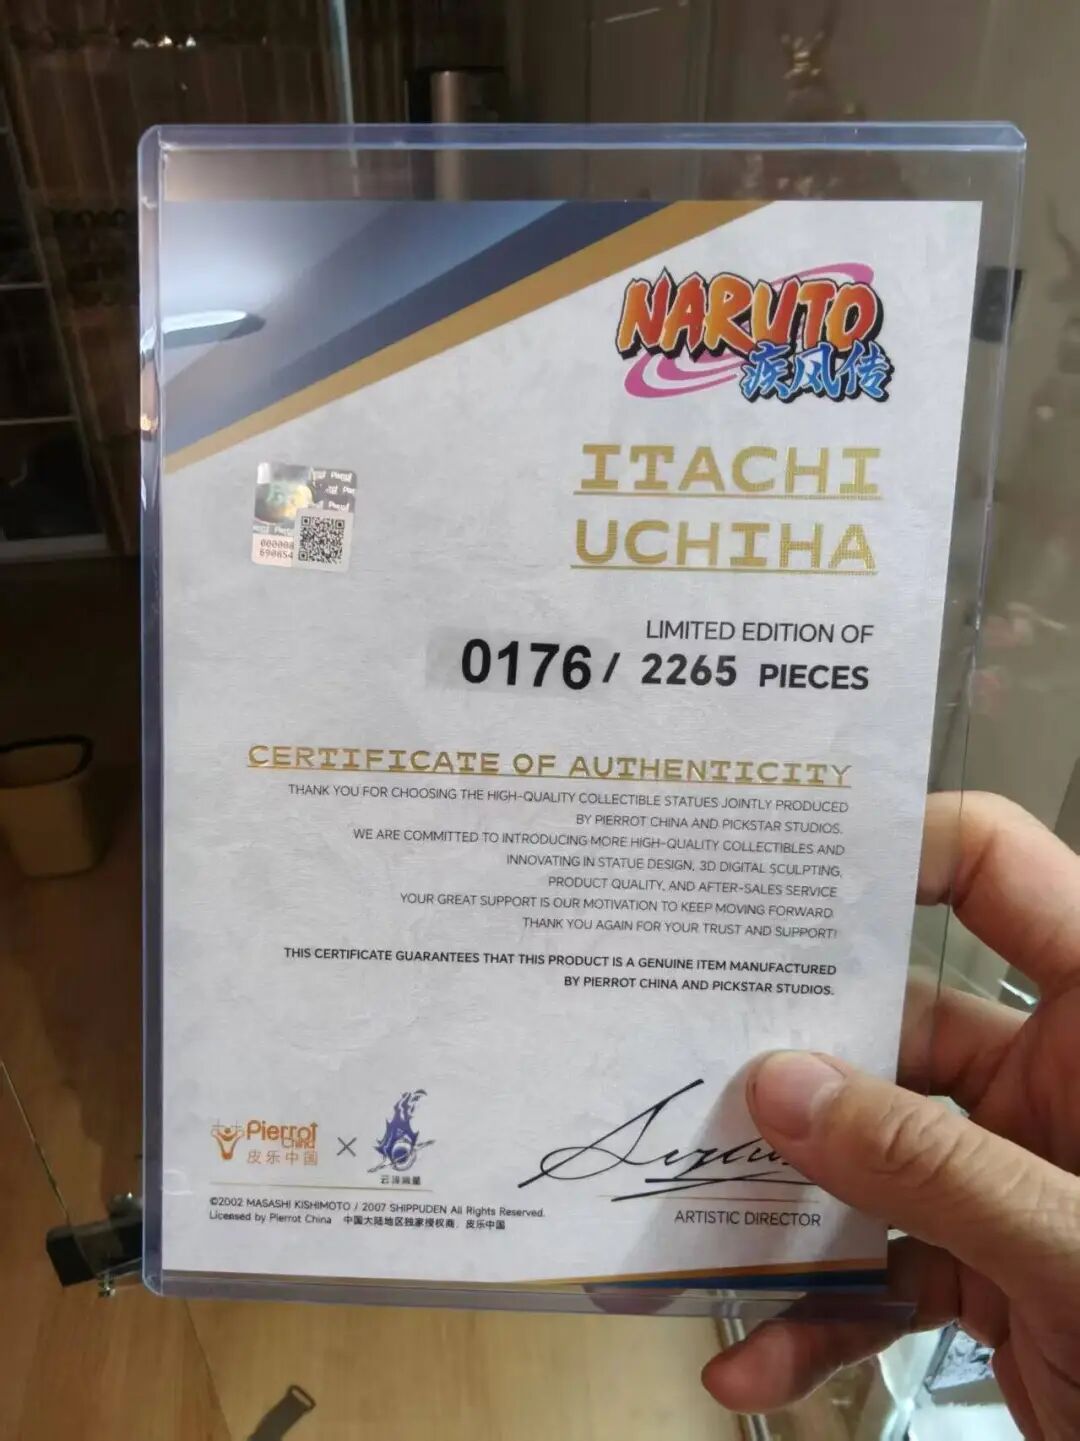 NARUTO
疾风传
ITACHI
UCHIHA
000008
690854
LIMITED EDITION OF
0176 / 2265 PIECES
CERTIFICATE OF AUTHENTICITY
THANK YOU FOR CHOOSING THE HIGH-QUALITY COLLECTIBLE STATUES JOINTLY PRODUCED
BY PIERROT CHINA AND PICKSTAR STUDIOS.
WE ARE COMMITTED TO INTRODUCING MORE HIGH-QUALITY COLLECTIBLES AND
INNOVATING IN STATUE DESIGN, 3D DIGITAL SCULPTING,
PRODUCT QUALITY, AND AFTER-SALES SERVICE
YOUR GREAT SUPPORT IS OUR MOTIVATION TO KEEP MOVING FORWARD.
THANK YOU AGAIN FOR YOUR TRUST AND SUPPORT!
THIS CERTIFICATE GUARANTEES THAT THIS PRODUCT IS A GENUINE ITEM MANUFACTURED
BY PIERROT CHINA AND PICKSTAR STUDIOS.
Pierrot
China
皮乐中国
×
©2002 MASASHI KISHIMOTO / 2007 SHIPPUDEN All Rights Reserved.
Licensed by Pierrot China 中国大陆地区独家授权商：皮乐中国
ARTISTIC DIRECTOR